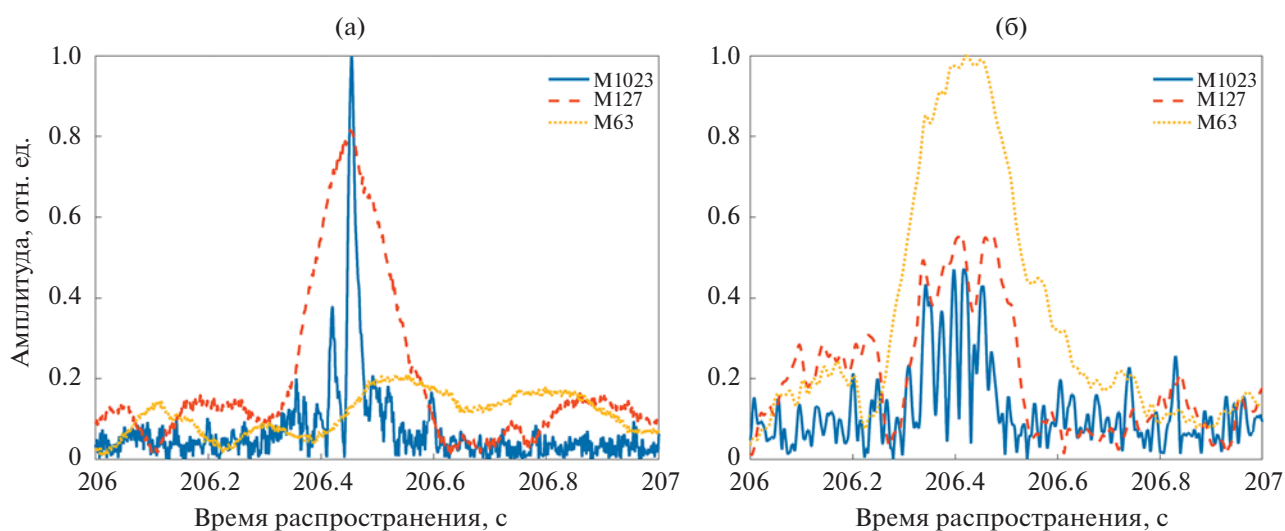 (а)
Амплитуда, отн. ед.
1.0
0.8
0.6
0.4
0.2
0
206
206.2
206.4
206.6
206.8
207
Время распространения, с
M1023
M127
M63
(б)
1.0
0.8
0.6
0.4
0.2
0
206
206.2
206.4
206.6
206.8
207
Время распространения, с
M1023
M127
M63